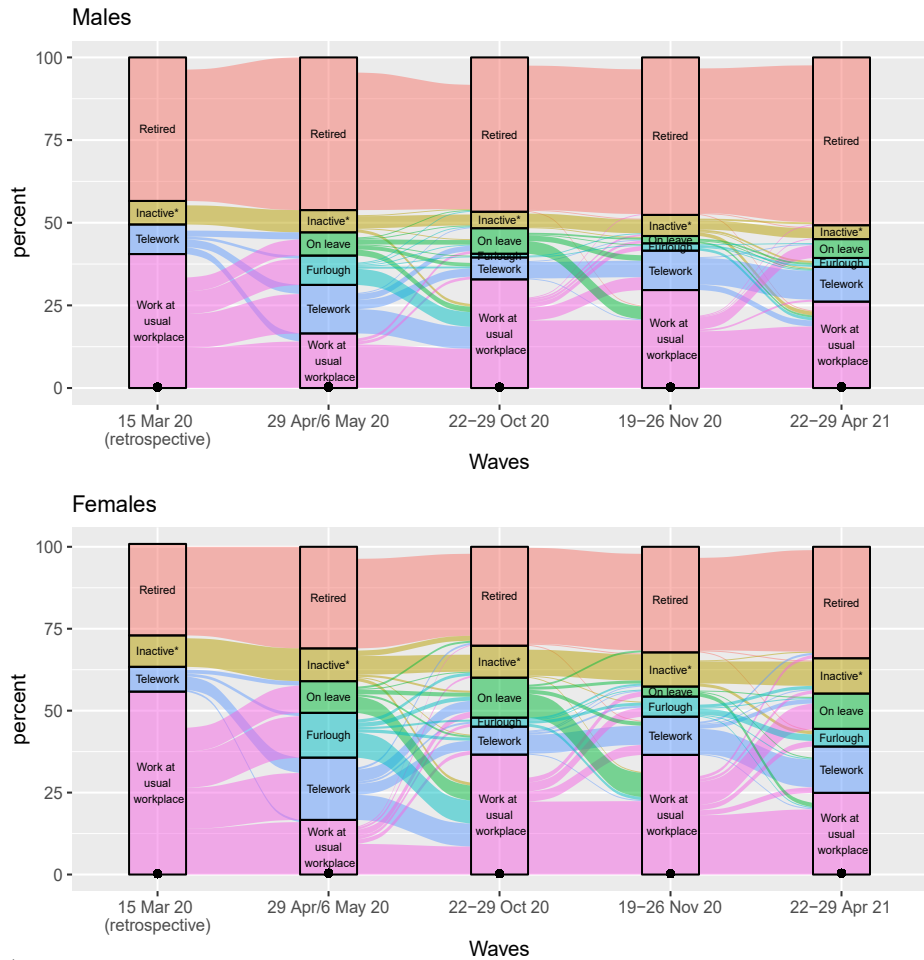 Males
100
75
50
25
0
percent
Retired
Inactive*
Telework
Work at
usual
workplace
Retired
Inactive*
On leave
Furlough
Telework
Work at
usual
workplace
Retired
Inactive*
On leave
Furlough
Telework
Work at
usual
workplace
Retired
Inactive*
On leave
Furlough
Telework
Work at
usual
workplace
Retired
Inactive*
On leave
Furlough
Telework
Work at
usual
workplace
15 Mar 20
(retrospective)
29 Apr/6 May 20
22−29 Oct 20
19−26 Nov 20
22−29 Apr 21
Waves
Females
100
75
50
25
0
percent
Retired
Inactive*
Telework
Work at
usual
workplace
Retired
Inactive*
On leave
Furlough
Telework
Work at
usual
workplace
Retired
Inactive*
On leave
Furlough
Telework
Work at
usual
workplace
Retired
Inactive*
On leave
Furlough
Telework
Work at
usual
workplace
Retired
Inactive*
On leave
Furlough
Telework
Work at
usual
workplace
15 Mar 20
(retrospective)
29 Apr/6 May 20
22−29 Oct 20
19−26 Nov 20
22−29 Apr 21
Waves